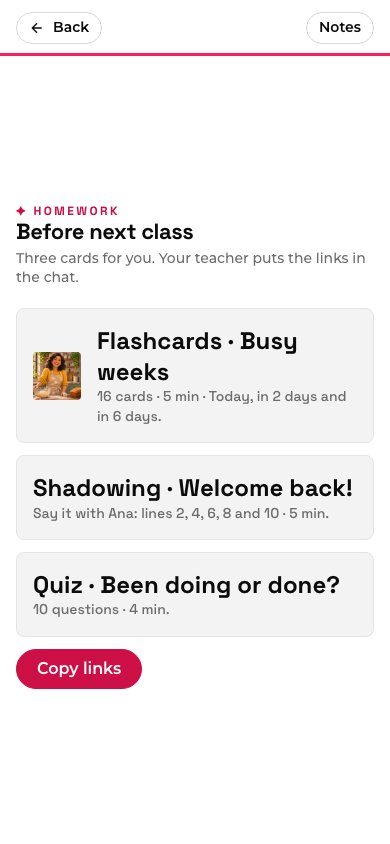 Back
Notes
HOMEWORK
Before next class
Three cards for you. Your teacher puts the links in
the chat.
Flashcards · Busy
weeks
16 cards · 5 min · Today, in 2 days and
in 6 days.
Shadowing · Welcome back!
Say it with Ana: lines 2, 4, 6, 8 and 10 · 5 min.
Quiz · Been doing or done?
10 questions · 4 min.
Copy links